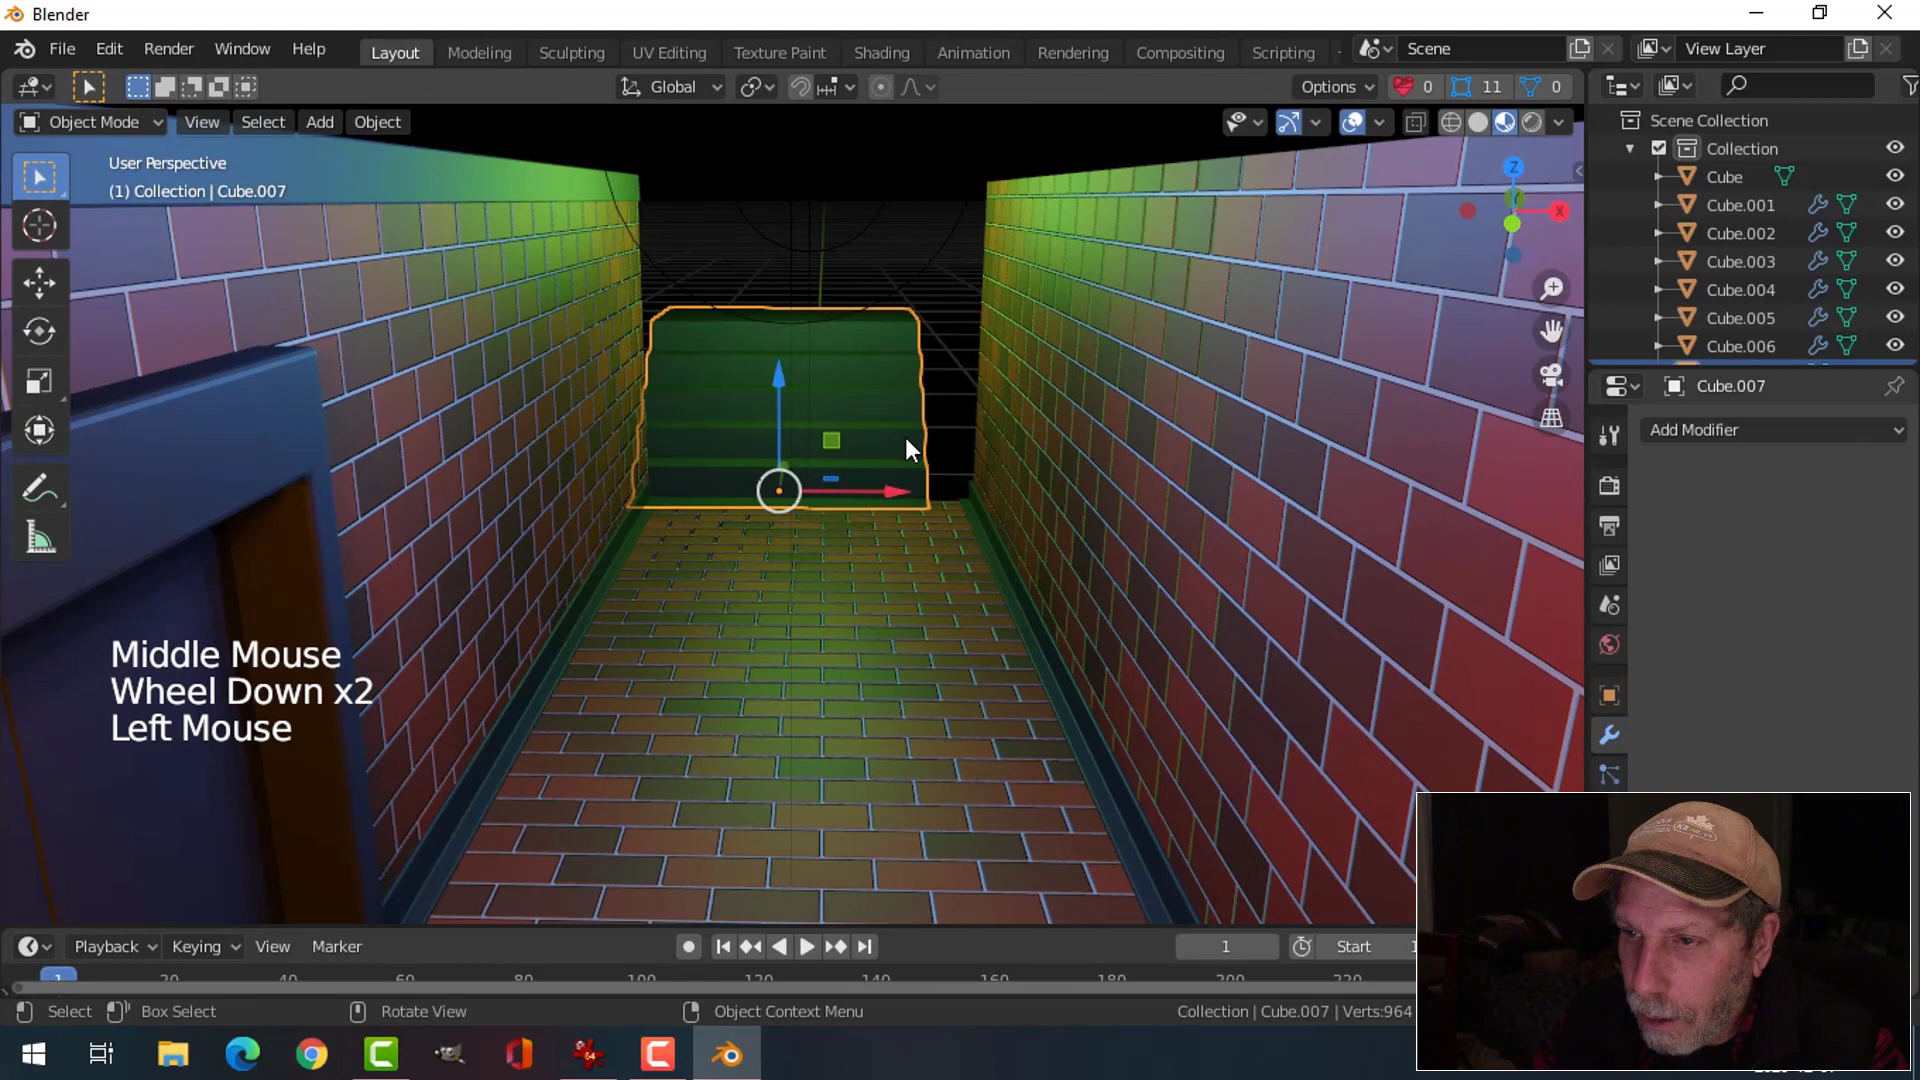 Blender
File Edit Render Window Help Layout Modeling Sculpting UV Editing Texture Paint Shading Animation Rendering Compositing Scripting Scene View Layer
Global Options 0 11 0
Object Mode View Select Add Object
User Perspective
(1) Collection | Cube.007
Z
X
Scene Collection
Collection
Cube
Cube.001
Cube.002
Cube.003
Cube.004
Cube.005
Cube.006
Cube.007
Add Modifier
Middle Mouse
Wheel Down x2
Left Mouse
Playback Keying View Marker 1 Start 1
1 20 40 60 80 100 120 140 160 180 200 220
Select Box Select Rotate View Object Context Menu Collection | Cube.007 | Verts:964